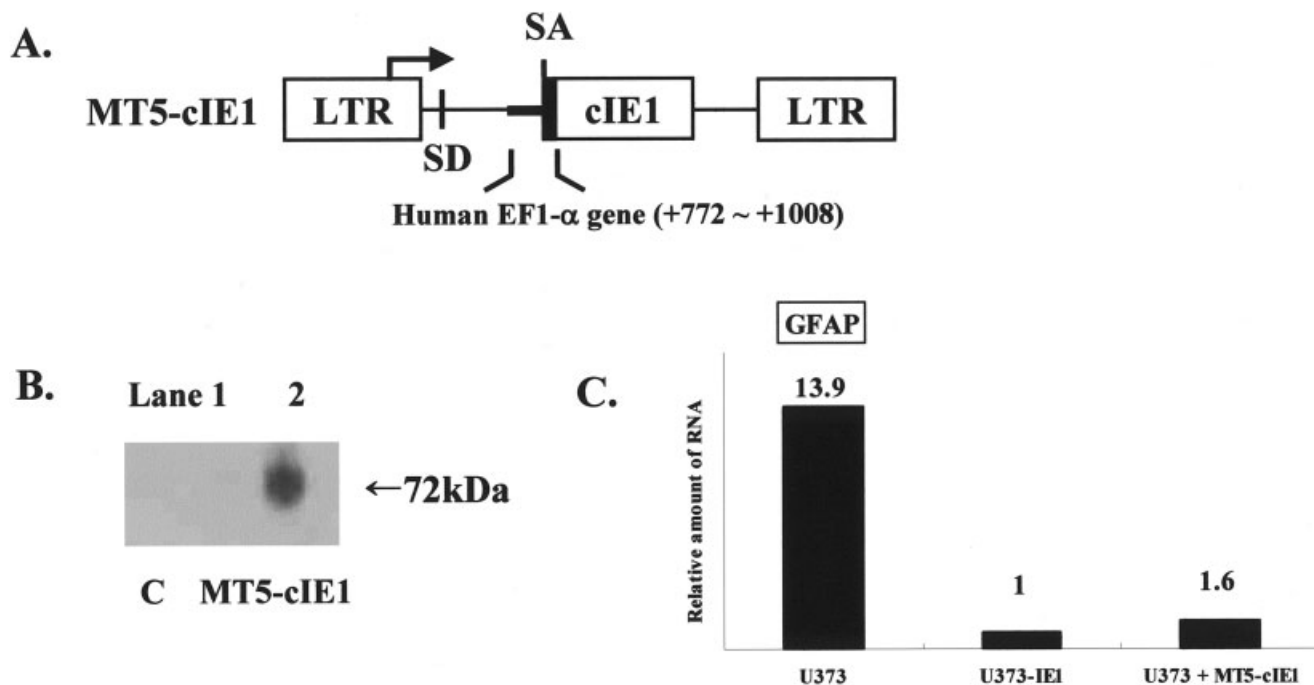 A.
SA
MT5-cIE1
LTR
cIE1
LTR
SD
Human EF1-α gene (+772 ~ +1008)
B.
Lane 1 2
←72kDa
C MT5-cIE1
C.
GFAP
Relative amount of RNA
13.9
1
1.6
U373
U373-IE1
U373 + MT5-cIE1